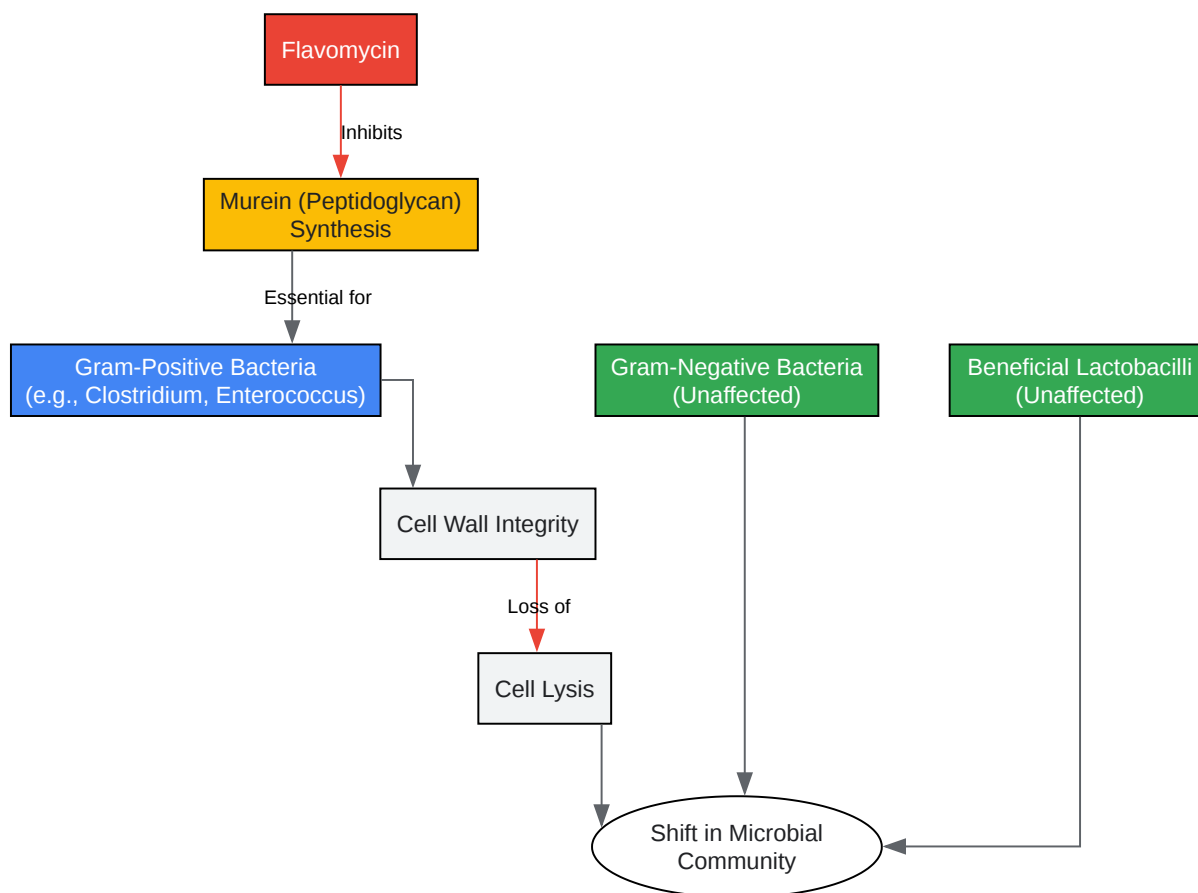 Flavomycin
Inhibits
Murein (Peptidoglycan)
Synthesis
Essential for
Gram-Positive Bacteria
(e.g., Clostridium, Enterococcus)
Gram-Negative Bacteria
(Unaffected)
Beneficial Lactobacilli
(Unaffected)
Cell Wall Integrity
Loss of
Cell Lysis
Shift in Microbial
Community